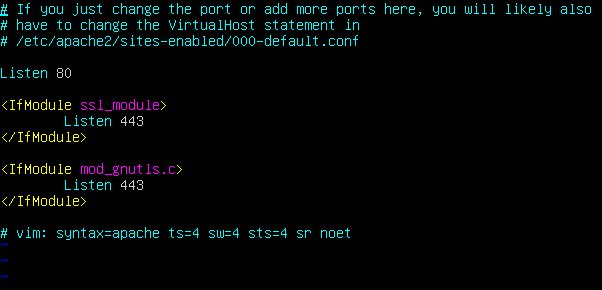 # If you just change the port or add more ports here, you will likely also
# have to change the VirtualHost statement in
# /etc/apache2/sites-enabled/000-default.conf
Listen 80
<IfModule ssl_module>
Listen 443
</IfModule>
<IfModule mod_gnutls.c>
Listen 443
</IfModule>
# vim: syntax=apache ts=4 sw=4 sts=4 sr noet
~
~
~